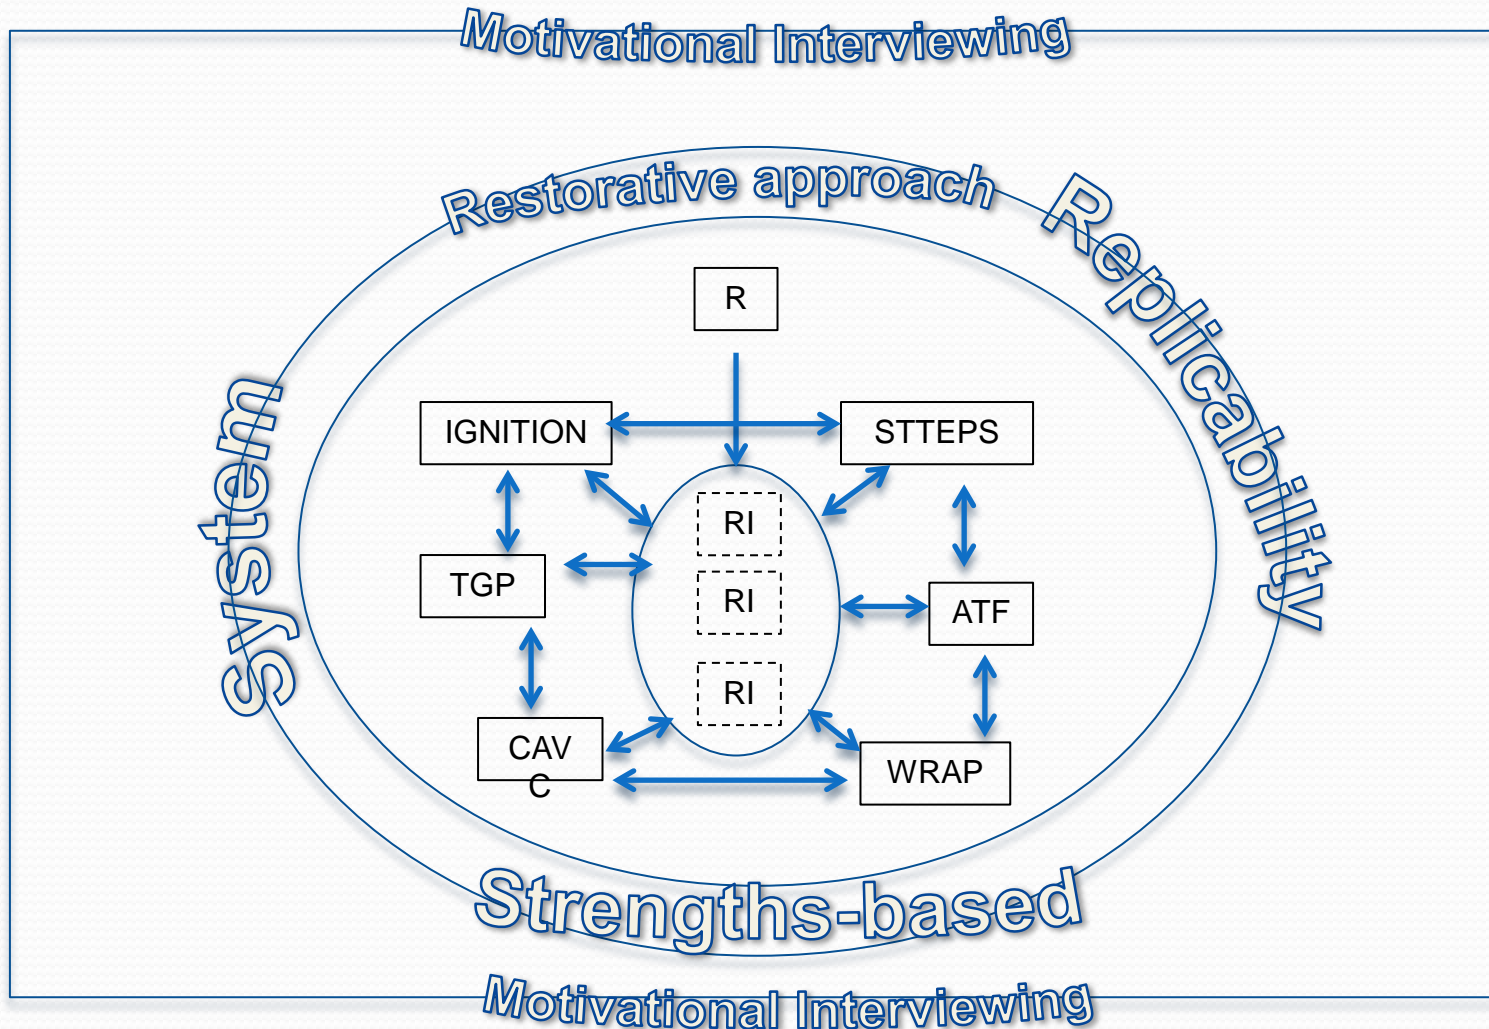 Motivational Interviewing
Restorative approach
Replicability
System
R
IGNITION
STTEPS
RI
TGP
RI
ATF
RI
CAV
C
WRAP
Strengths-based
Motivational Interviewing